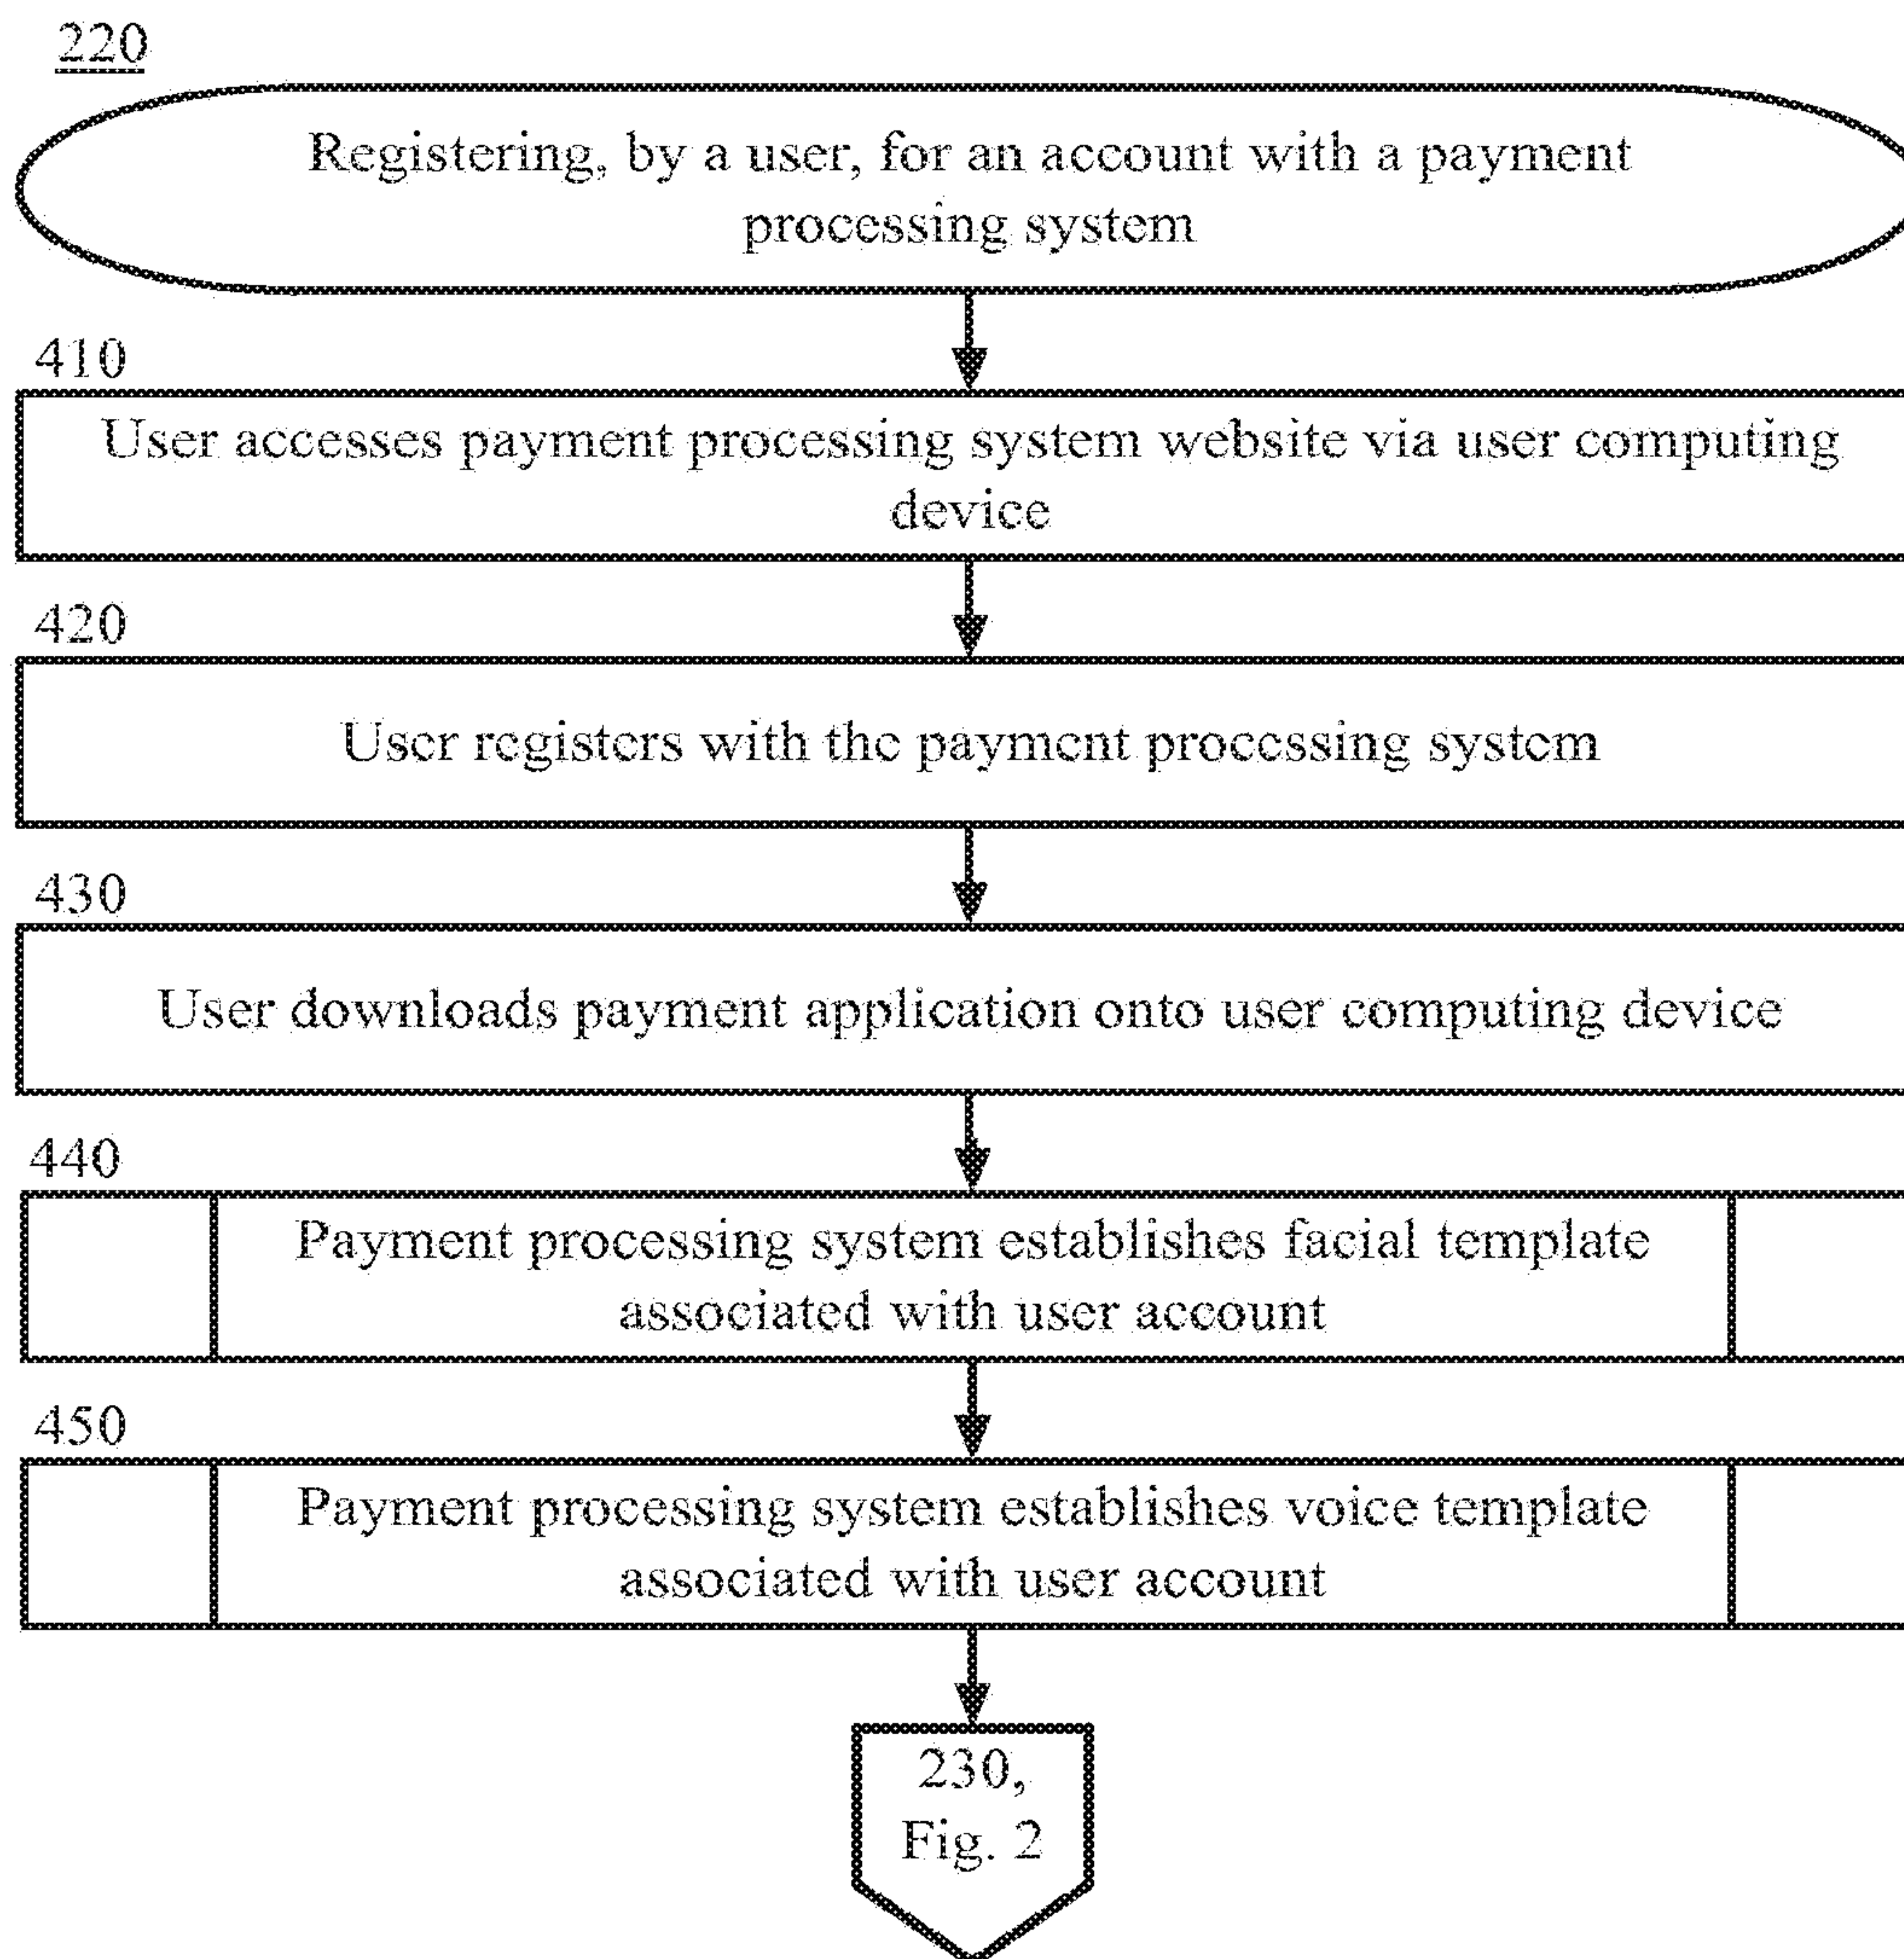 220
Registering, by a user, for an account with a payment
processing system
410
User accesses payment processing system website via user computing
device
420
User registers with the payment processing system
430
User downloads payment application onto user computing device
440
Payment processing system establishes facial template
associated with user account
450
Payment processing system establishes voice template
associated with user account
230,
Fig. 2